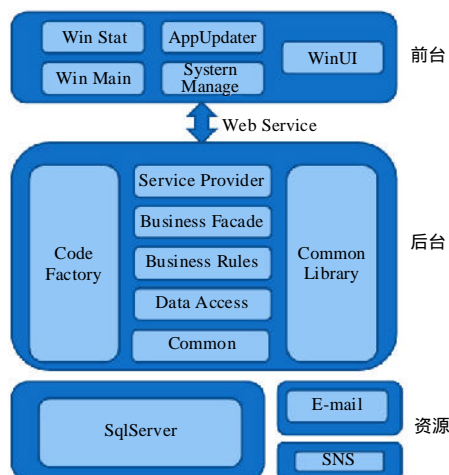 Win Stat
AppUpdater
WinUI
前台
Win Main
Systern
Manage
Web Service
Service Provider
Business Facade
Code
Factory
Business Rules
Common
Library
后台
Data Access
Common
SqlServer
E-mail
资源
SNS